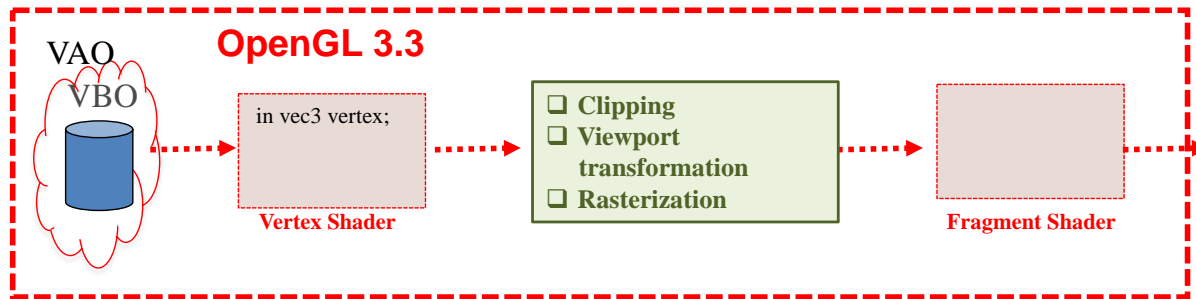 OpenGL 3.3
VAO
VBO
in vec3 vertex;
Vertex Shader
❑ Clipping
❑ Viewport
transformation
❑ Rasterization
Fragment Shader